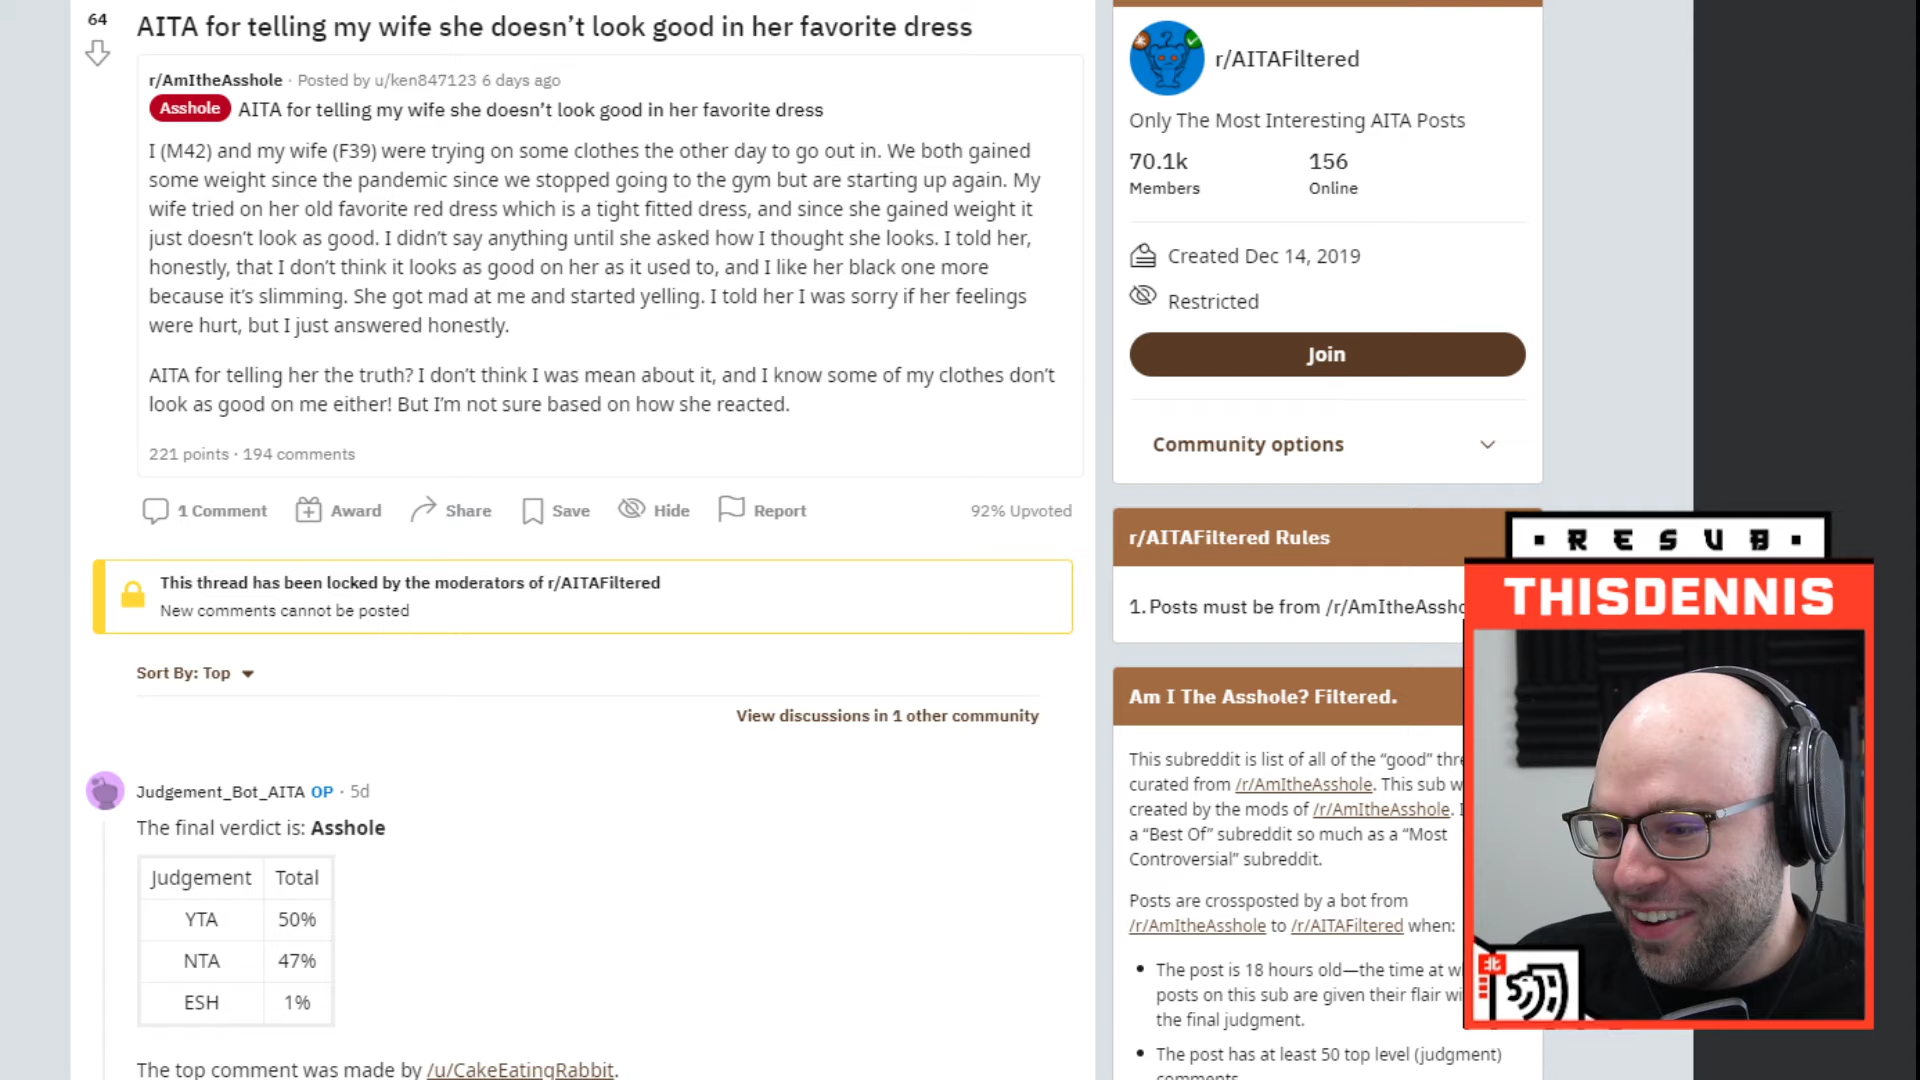 64
AITA for telling my wife she doesn’t look good in her favorite dress
r/AmItheAsshole · Posted by u/ken847123 6 days ago
Asshole AITA for telling my wife she doesn’t look good in her favorite dress
I (M42) and my wife (F39) were trying on some clothes the other day to go out in. We both gained
some weight since the pandemic since we stopped going to the gym but are starting up again. My
wife tried on her old favorite red dress which is a tight fitted dress, and since she gained weight it
just doesn’t look as good. I didn’t say anything until she asked how I thought she looks. I told her,
honestly, that I don’t think it looks as good on her as it used to, and I like her black one more
because it’s slimming. She got mad at me and started yelling. I told her I was sorry if her feelings
were hurt, but I just answered honestly.
AITA for telling her the truth? I don’t think I was mean about it, and I know some of my clothes don’t
look as good on me either! But I’m not sure based on how she reacted.
221 points · 194 comments
1 Comment Award Share Save Hide Report 92% Upvoted
This thread has been locked by the moderators of r/AITAFiltered
New comments cannot be posted
Sort By: Top
View discussions in 1 other community
Judgement_Bot_AITA OP · 5d
The final verdict is: Asshole
Judgement Total
YTA 50%
NTA 47%
ESH 1%
The top comment was made by /u/CakeEatingRabbit.
r/AITAFiltered
Only The Most Interesting AITA Posts
70.1k 156
Members Online
Created Dec 14, 2019
Restricted
Join
Community options
r/AITAFiltered Rules
1. Posts must be from /r/AmItheAssho
Am I The Asshole? Filtered.
This subreddit is list of all of the “good” thre
curated from /r/AmItheAsshole. This sub w
created by the mods of /r/AmItheAsshole.
a “Best Of” subreddit so much as a “Most
Controversial” subreddit.
Posts are crossposted by a bot from
/r/AmItheAsshole to /r/AITAFiltered when:
• The post is 18 hours old—the time at w
posts on this sub are given their flair wi
the final judgment.
• The post has at least 50 top level (judgment)
comments
• RESUB •
THISDENNIS
北